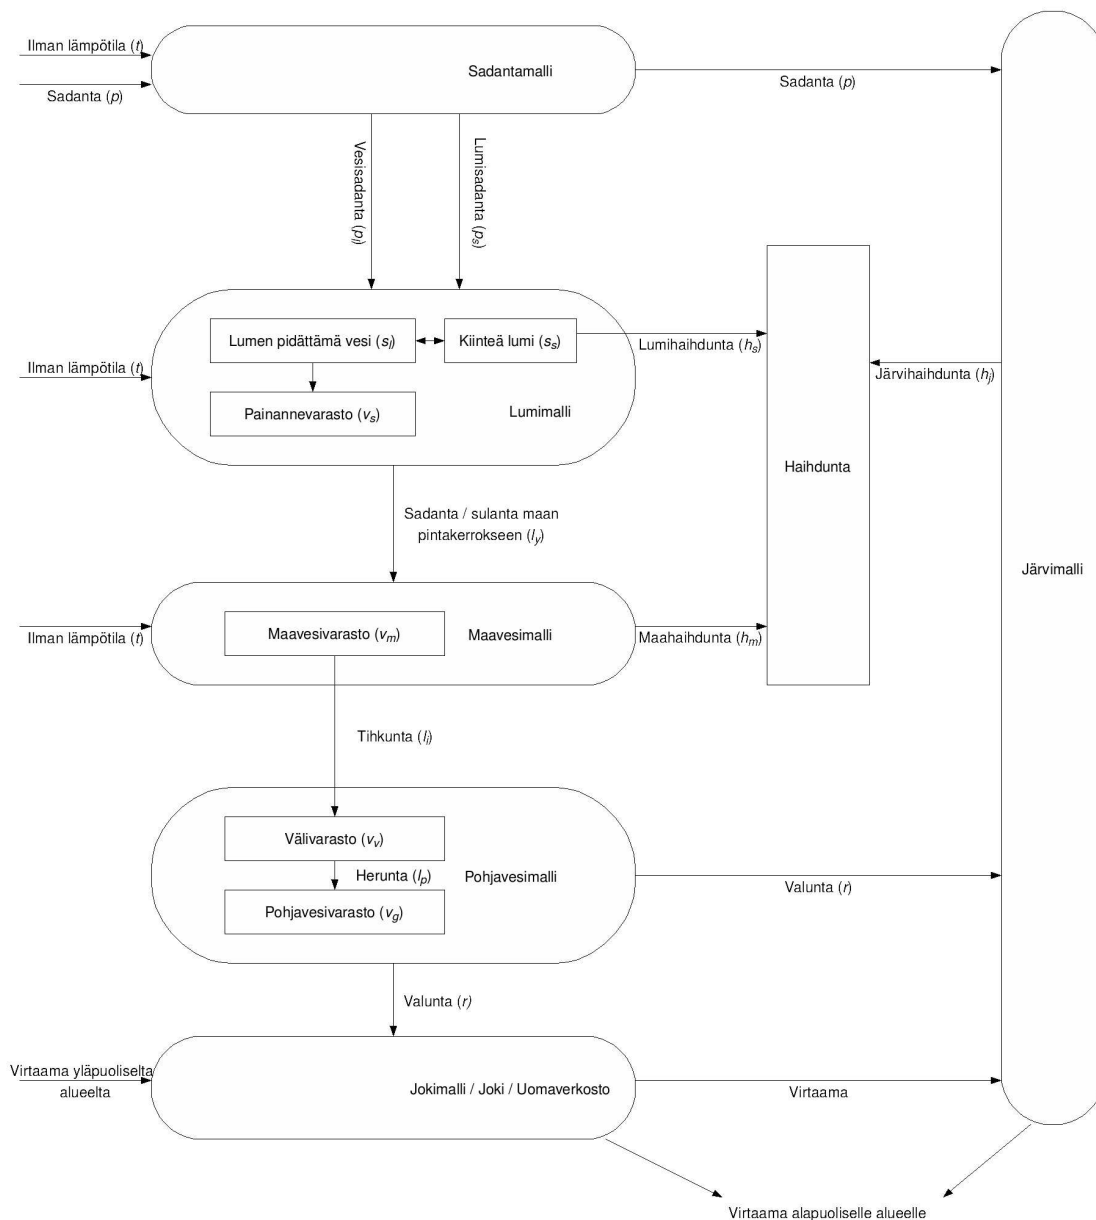 Ilman lämpötila (t)
Sadanta (p)
Sadantamalli
Sadanta (p)
Vesisadanta (pl)
Lumisadanta (ps)
Lumen pidättämä vesi (sl)
Kiinteä lumi (ss)
Lumihaihdunta (hs)
Järvihaihdunta (hj)
Ilman lämpötila (t)
Painannevarasto (vs)
Lumimalli
Haihdunta
Sadanta / sulanta maan
pintakerrokseen (ly)
Järvimalli
Ilman lämpötila (t)
Maavesivarasto (vm)
Maavesimalli
Maahaihdunta (hm)
Tihkunta (li)
Välivarasto (vv)
Herunta (lp)
Pohjavesimalli
Valunta (r)
Pohjavesivarasto (vg)
Valunta (r)
Virtaama yläpuoliselta
alueelta
Jokimalli / Joki / Uomaverkosto
Virtaama
Virtaama alapuoliselle alueelle